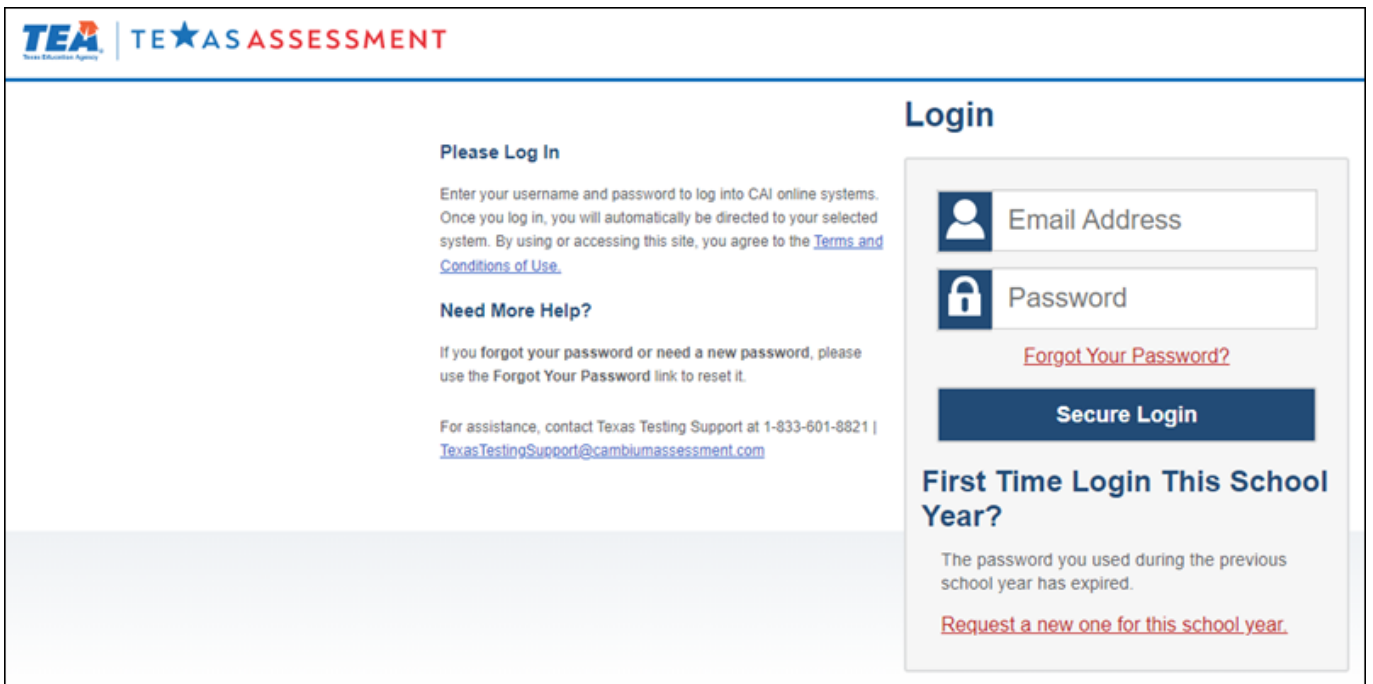 TEA
Texas Education Agency
TEXAS ASSESSMENT
Please Log In
Enter your username and password to log into CAI online systems.
Once you log in, you will automatically be directed to your selected
system. By using or accessing this site, you agree to the Terms and
Conditions of Use.
Need More Help?
If you forgot your password or need a new password, please
use the Forgot Your Password link to reset it.
For assistance, contact Texas Testing Support at 1-833-601-8821 |
TexasTestingSupport@cambiumassessment.com
Login
Email Address
Password
Forgot Your Password?
Secure Login
First Time Login This School
Year?
The password you used during the previous
school year has expired.
Request a new one for this school year.